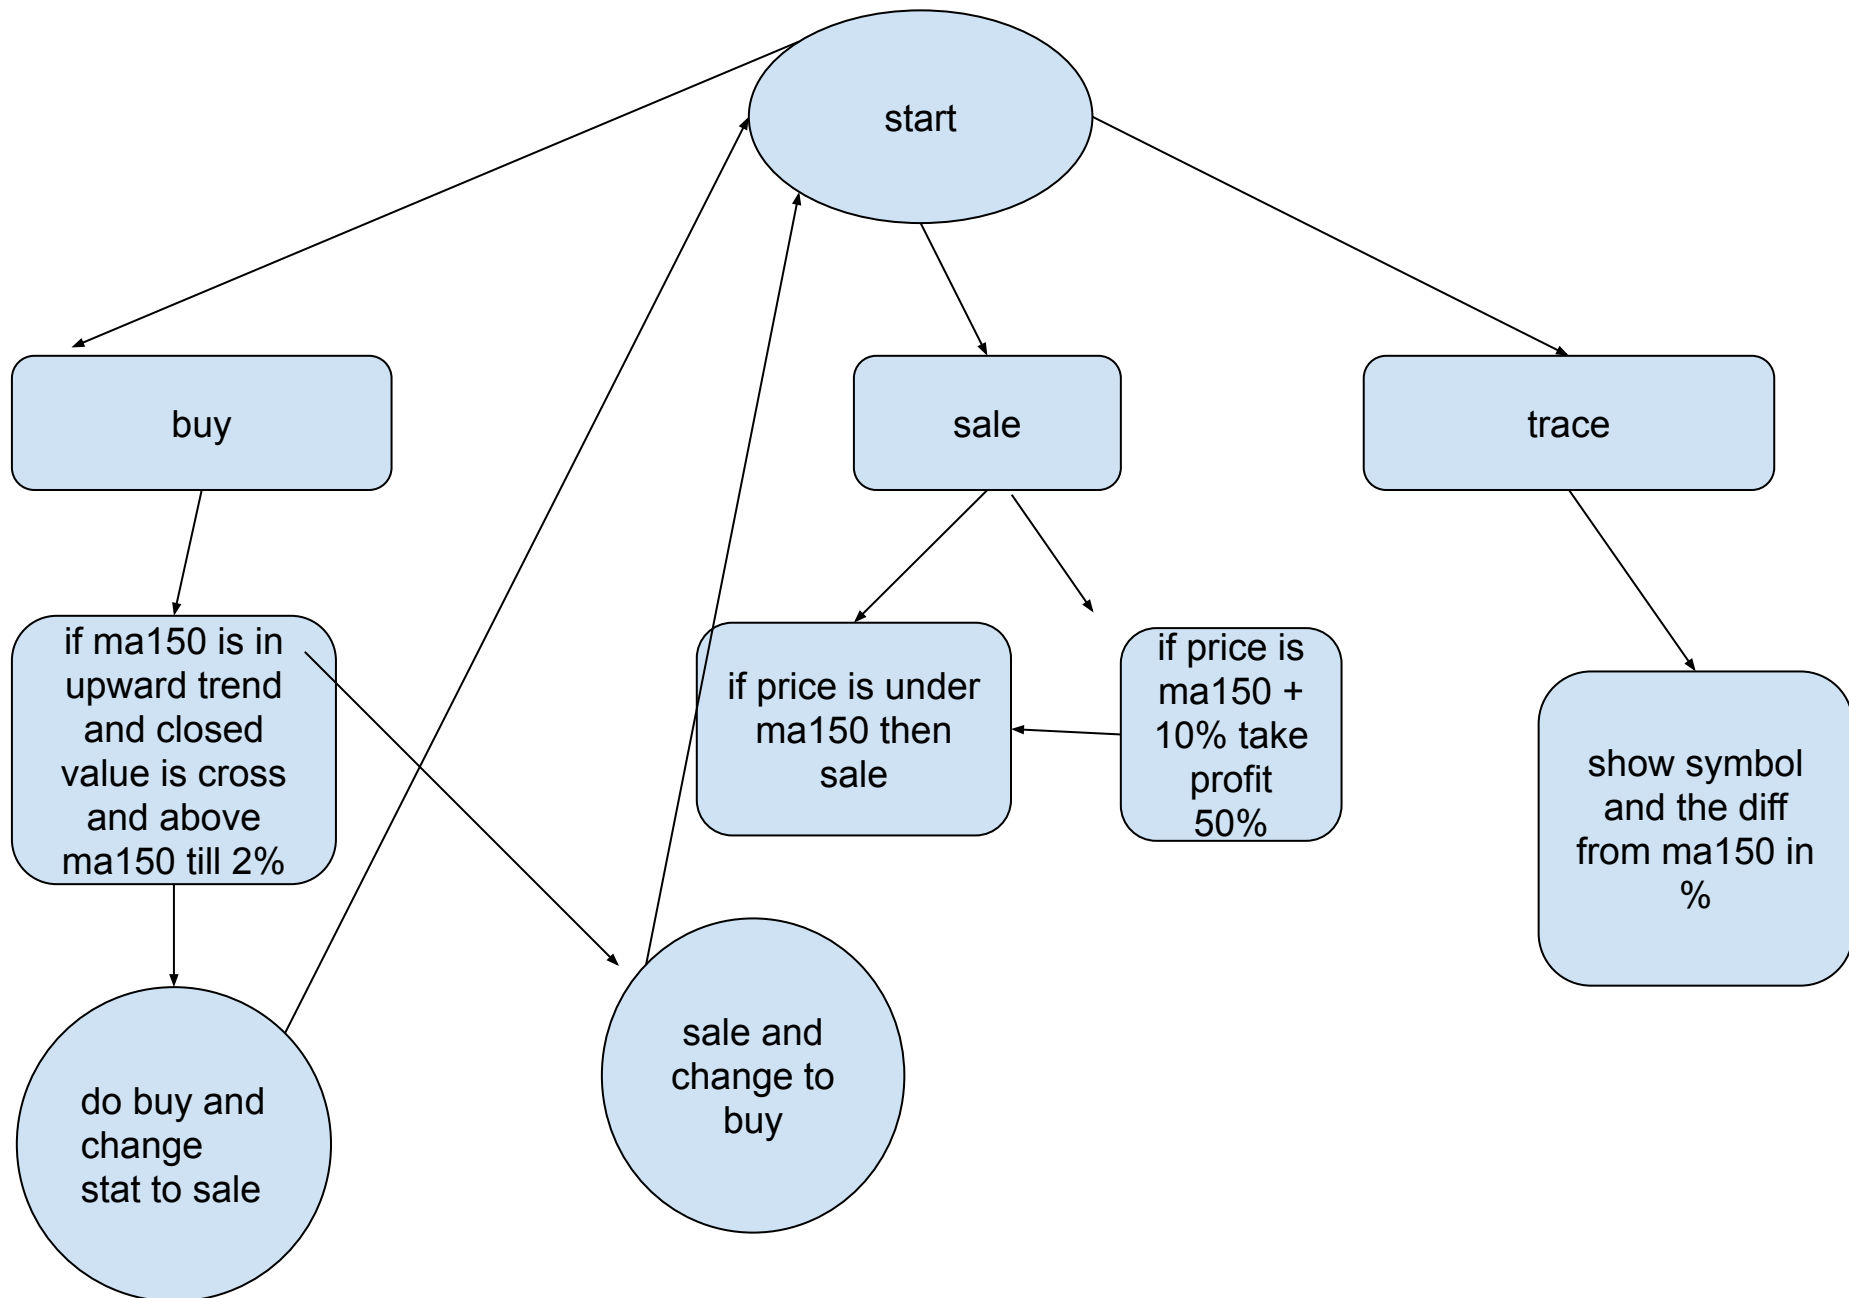 start
buy
sale
trace
if ma150 is in
upward trend
and closed
value is cross
and above
ma150 till 2%
if price is under
ma150 then
sale
if price is
ma150 +
10% take
profit
50%
show symbol
and the diff
from ma150 in
%
do buy and
change
stat to sale
sale and
change to
buy